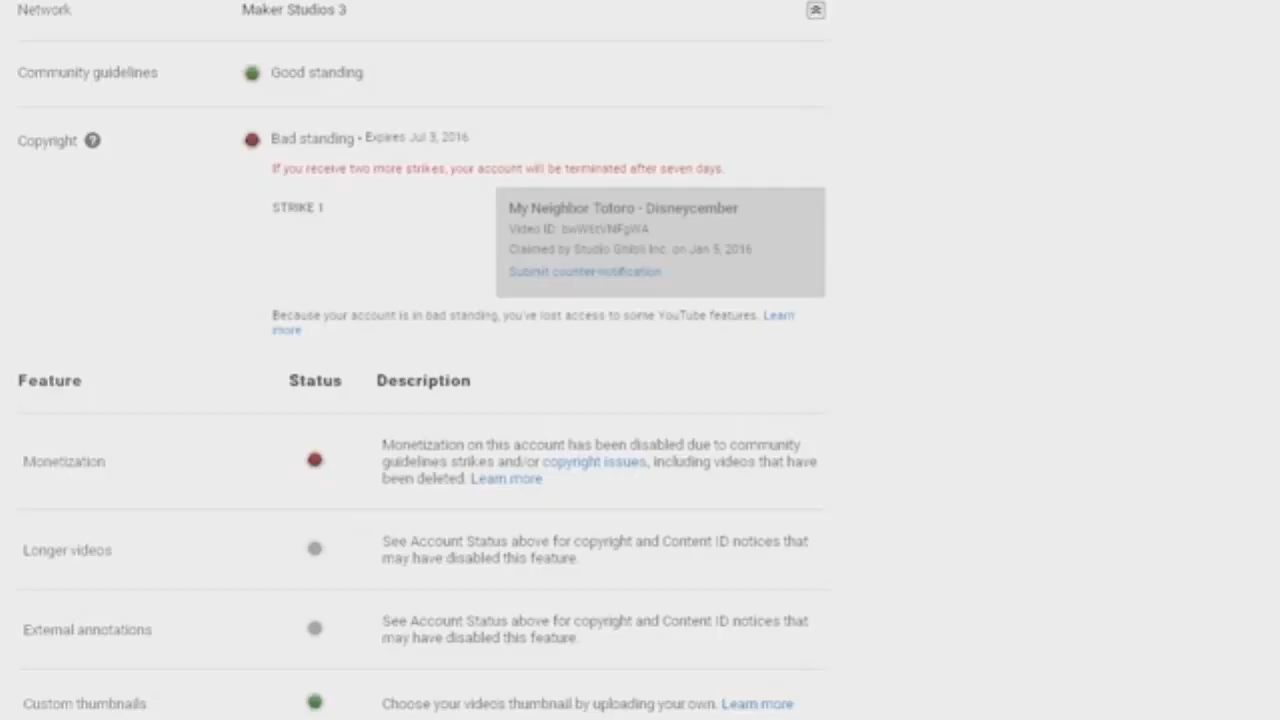 Network Maker Studios 3
Community guidelines Good standing
Copyright ? Bad standing • Expires Jul 3, 2016
If you receive two more strikes, your account will be terminated after seven days.
STRIKE 1 My Neighbor Totoro - Disneycember
Video ID:
Claimed by Studio Ghibli Inc. on Jan 5, 2016
Submit counter-notification
Because your account is in bad standing, you've lost access to some YouTube features. Learn
more
Feature Status Description
Monetization on this account has been disabled due to community
Monetization guidelines strikes and/or copyright issues, including videos that have
been deleted. Learn more
See Account Status above for copyright and Content ID notices that
Longer videos may have disabled this feature.
See Account Status above for copyright and Content ID notices that
External annotations may have disabled this feature.
Custom thumbnails Choose your videos thumbnail by uploading your own. Learn more